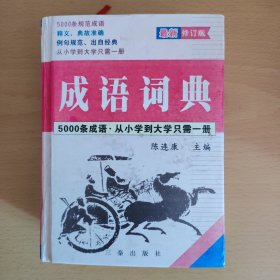 5000条规范成语
释义、典故准确
例句规范、出自经典
从小学到大学只需一册
最新 修订版
成语词典
5000条成语·从小学到大学只需一册
陈连康 主编
三秦出版社